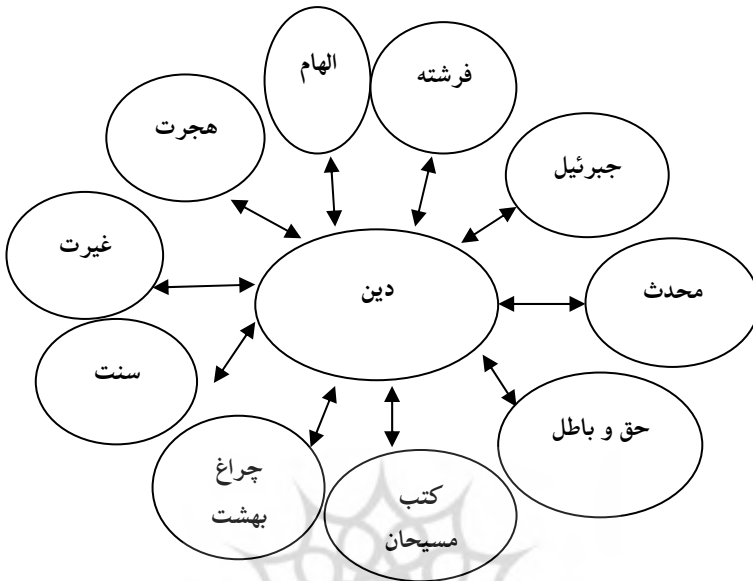 الهام
فرشته
هجرت
جبرئیل
غیرت
دین
محدث
سنت
حق و باطل
چراغ
بهشت
کتب
مسیحان